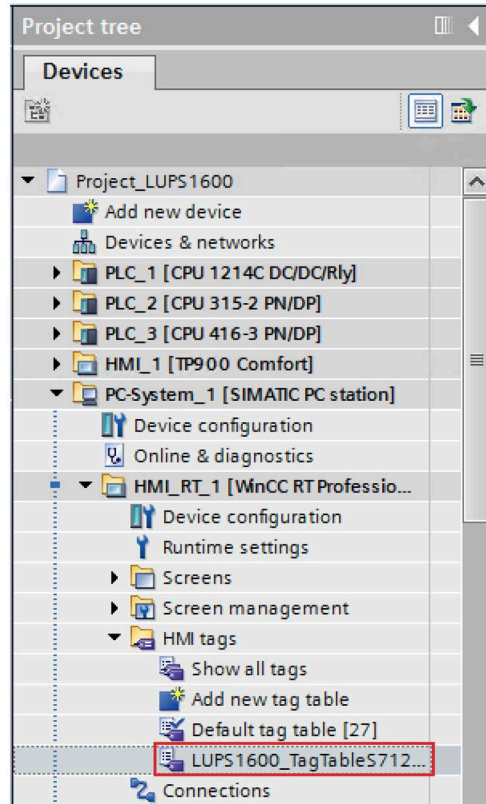 Project tree
Devices
Project_LUPS1600
Add new device
Devices & networks
PLC_1 [CPU 1214C DC/DC/Rly]
PLC_2 [CPU 315-2 PN/DP]
PLC_3 [CPU 416-3 PN/DP]
HMI_1 [TP900 Comfort]
PC-System_1 [SIMATIC PC station]
Device configuration
Online & diagnostics
HMI_RT_1 [WinCC RT Professio...
Device configuration
Runtime settings
Screens
Screen management
HMI tags
Show all tags
Add new tag table
Default tag table [27]
LUPS1600_TagTableS712...
Connections